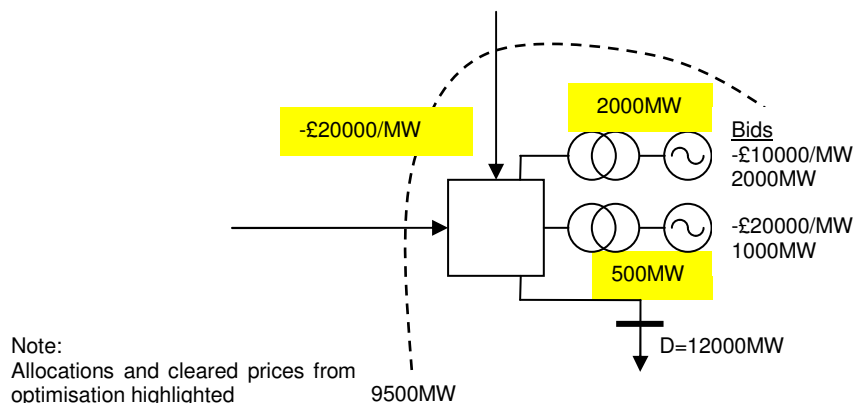 2000MW
-£20000/MW
Bids
-£10000/MW
2000MW
-£20000/MW
1000MW
500MW
D=12000MW
Note:
Allocations and cleared prices from
optimisation highlighted
9500MW